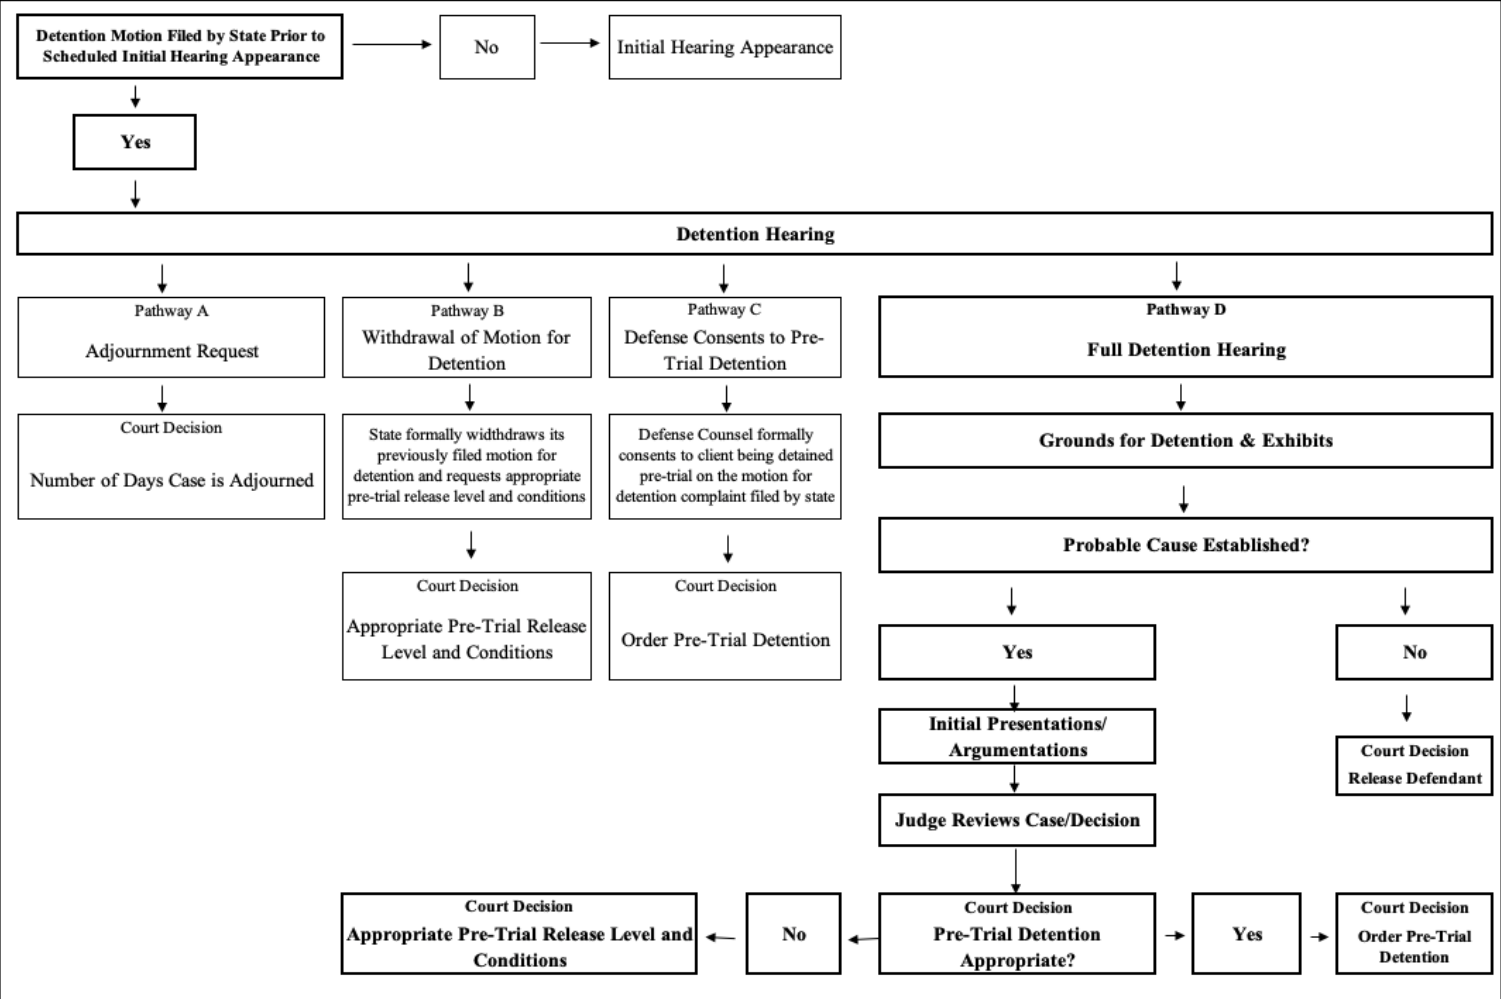 Detention Motion Filed by State Prior to
Scheduled Initial Hearing Appearance
No
Initial Hearing Appearance
Yes
Detention Hearing
Pathway A
Adjournment Request
Pathway B
Withdrawal of Motion for
Detention
Pathway C
Defense Consents to Pre-
Trial Detention
Pathway D
Full Detention Hearing
Court Decision
Number of Days Case is Adjourned
State formally widthdraws its
previously filed motion for
detention and requests appropriate
pre-trial release level and conditions
Defense Counsel formally
consents to client being detained
pre-trial on the motion for
detention complaint filed by state
Grounds for Detention & Exhibits
Probable Cause Established?
Court Decision
Appropriate Pre-Trial Release
Level and Conditions
Court Decision
Order Pre-Trial Detention
Yes
No
Initial Presentations/
Argumentations
Court Decision
Release Defendant
Judge Reviews Case/Decision
Court Decision
Appropriate Pre-Trial Release Level and
Conditions
No
Court Decision
Pre-Trial Detention
Appropriate?
Yes
Court Decision
Order Pre-Trial
Detention